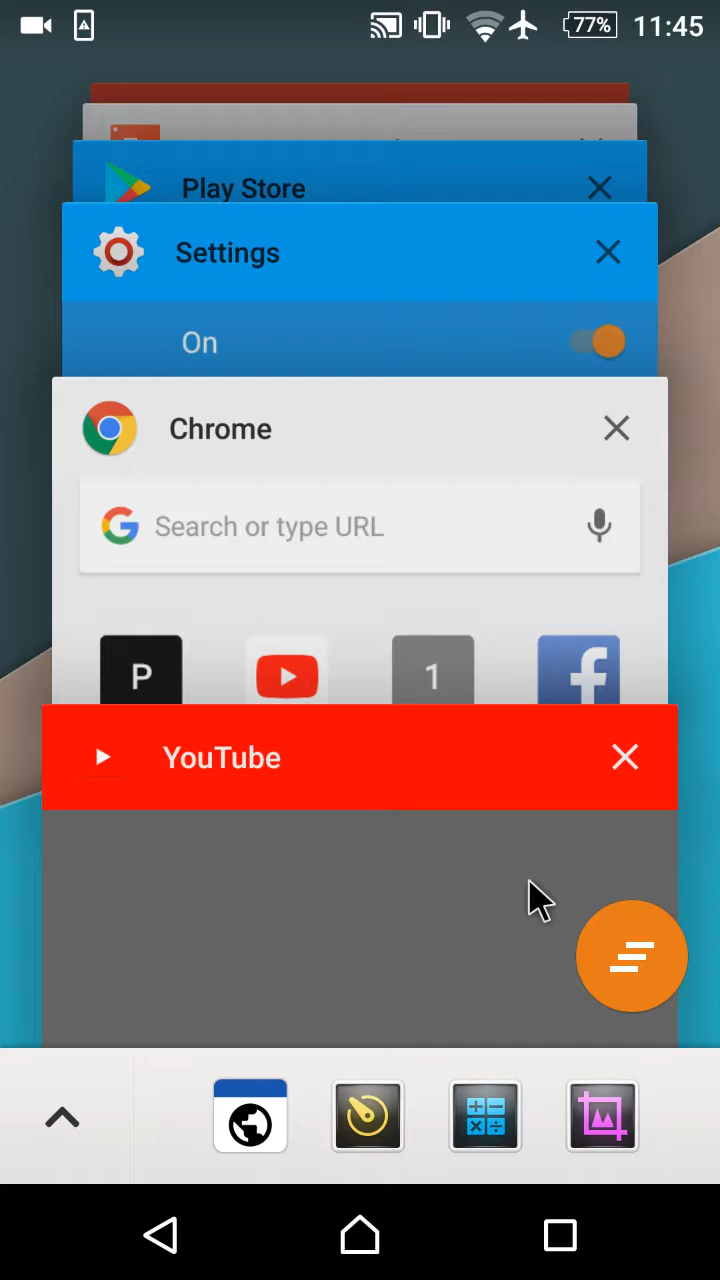 77% 11:45
Play Store
Settings
On
Chrome
Search or type URL
P 1
YouTube